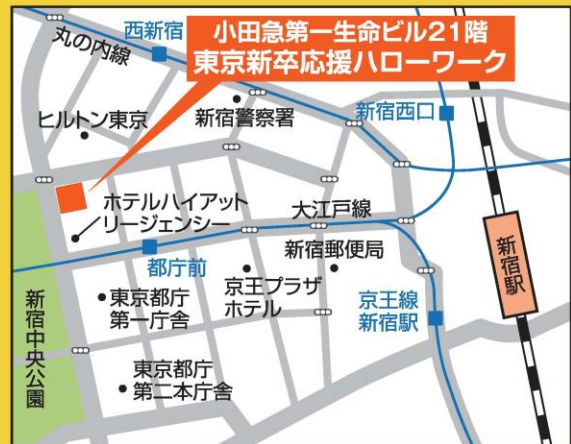 小田急第一生命ビル21階
東京新卒応援ハローワーク
西新宿
丸の内線
新宿西口
ヒルトン東京
新宿警察署
ホテルハイアット
リージェンシー
大江戸線
都庁前
新宿郵便局
京王プラザ
ホテル
新宿駅
京王線
新宿駅
東京都庁
第一庁舎
新宿中央公園
東京都庁
第二本庁舎